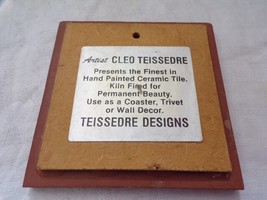 Artist CLEO TEISSEDRE
Presents the Finest in
Hand Painted Ceramic Tile.
Kiln Fired for
Permanent Beauty.
Use as a Coaster, Trivet
or Wall Decor.
TEISSEDRE DESIGNS